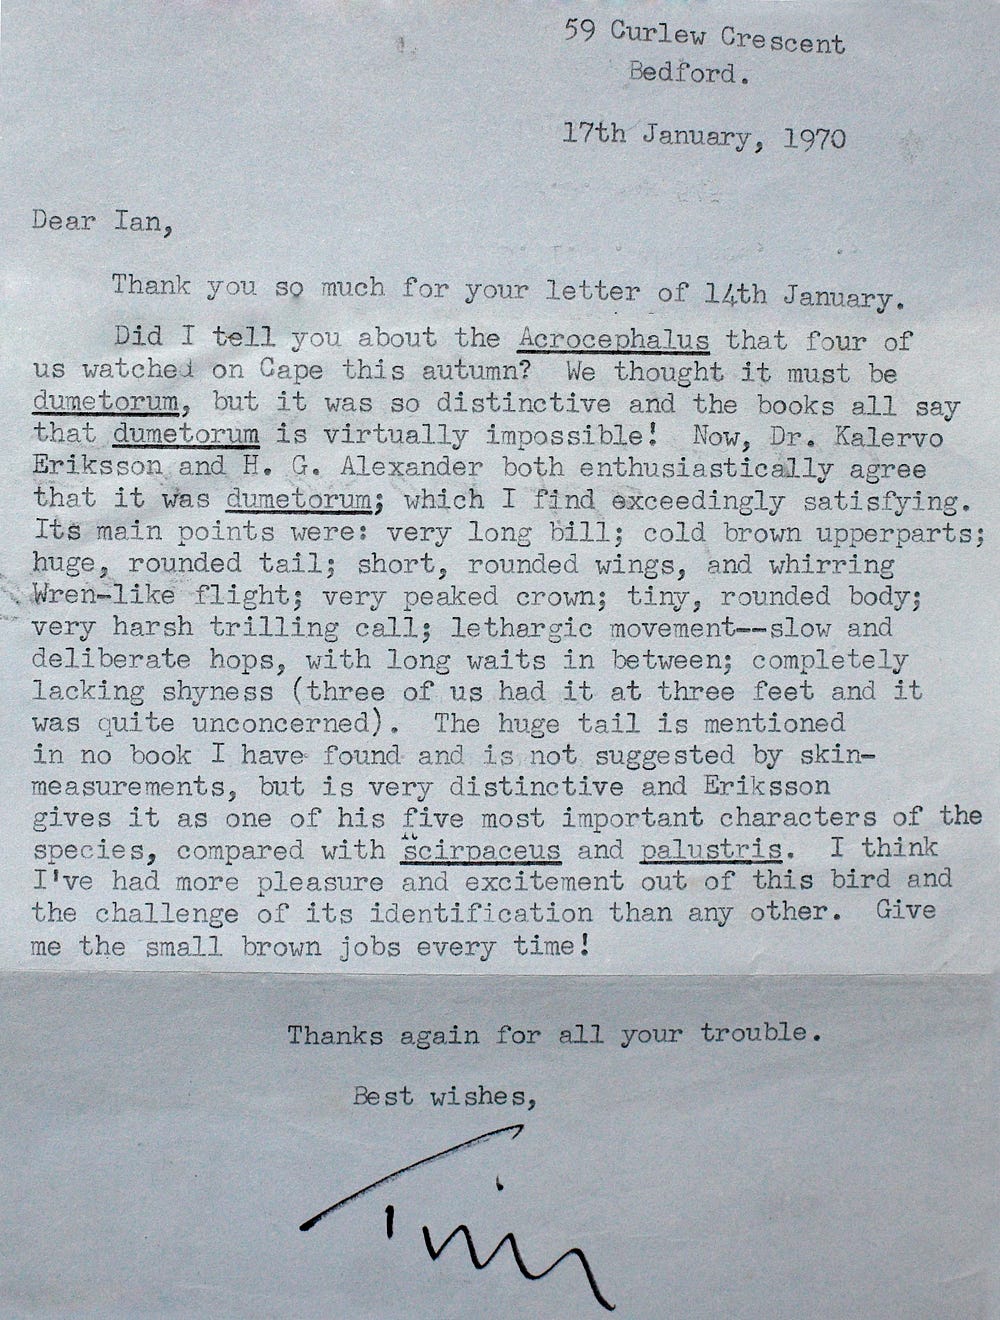 59 Curlew Crescent
Bedford.
17th January, 1970
Dear Ian,
Thank you so much for your letter of 14th January.
Did I tell you about the Acrocephalus that four of
us watched on Cape this autumn? We thought it must be
dumetorum, but it was so distinctive and the books all say
that dumetorum is virtually impossible! Now, Dr. Kalervo
Eriksson and H. G. Alexander both enthusiastically agree
that it was dumetorum; which I find exceedingly satisfying.
Its main points were: very long bill; cold brown upperparts;
huge, rounded tail; short, rounded wings, and whirring
Wren-like flight; very peaked crown; tiny, rounded body;
very harsh trilling call; lethargic movement--slow and
deliberate hops, with long waits in between; completely
lacking shyness (three of us had it at three feet and it
was quite unconcerned). The huge tail is mentioned
in no book I have found and is not suggested by skin-
measurements, but is very distinctive and Eriksson
gives it as one of his five most important characters of the
species, compared with scirpaceus and palustris. I think
I've had more pleasure and excitement out of this bird and
the challenge of its identification than any other. Give
me the small brown jobs every time!
Thanks again for all your trouble.
Best wishes,
Tim